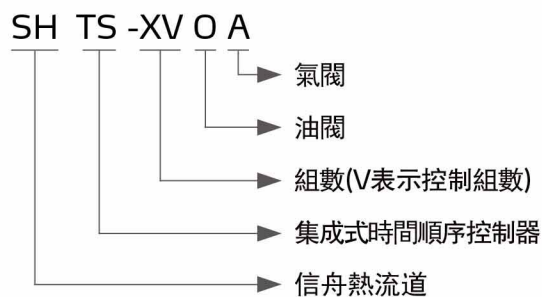 SH TS -XV O A
氣閥
油閥
組數(V表示控制組數)
集成式時間順序控制器
信舟熱流道